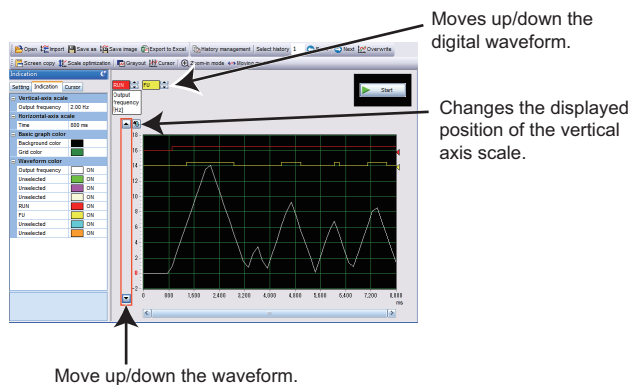 Moves up/down the
digital waveform.
Open Import Save as Save image Export to Excel History management Select history 1 Next Overwrite
Screen copy Scale optimization Grayout Cursor Zoom-in mode
Indication
Setting Indication Cursor
Vertical-axis scale
Output frequency 2.00 Hz
Horizontal-axis scale
Time 800 ms
Basic graph color
Background color
Grid color
Waveform color
Output frequency ON
Unselected ON
Unselected ON
Unselected ON
RUN ON
FU ON
Unselected ON
Unselected ON
RUN FU
Output
frequency
[Hz]
Start
Changes the displayed
position of the vertical
axis scale.
18
16
14
12
10
8
6
4
2
0
-2
0 800 1,600 2,400 3,200 4,000 4,800 5,600 6,400 7,200 8,000
ms
Move up/down the waveform.